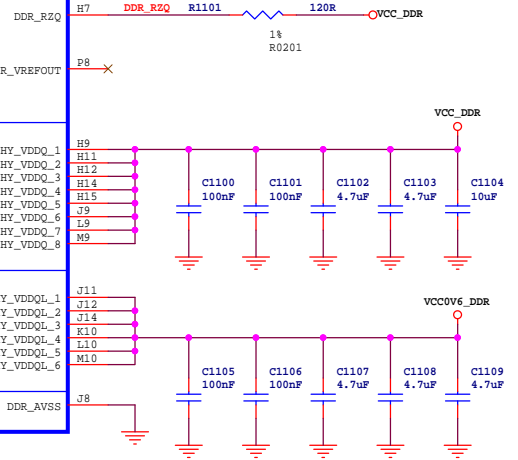 DDR_RZQ H7 DDR_RZQ R1101 120R VCC_DDR
1%
R0201
R_VREFOUT P8
VCC_DDR
HY_VDDQ_1 H9
HY_VDDQ_2 H11
HY_VDDQ_3 H12
HY_VDDQ_4 H14
HY_VDDQ_5 H15
HY_VDDQ_6 J9
HY_VDDQ_7 L9
HY_VDDQ_8 M9
C1100 C1101 C1102 C1103 C1104
100nF 100nF 4.7uF 4.7uF 10uF
VCC0V6_DDR
Y_VDDQL_1 J11
Y_VDDQL_2 J12
Y_VDDQL_3 J14
Y_VDDQL_4 K10
Y_VDDQL_5 L10
Y_VDDQL_6 M10
C1105 C1106 C1107 C1108 C1109
100nF 100nF 4.7uF 4.7uF 4.7uF
DDR_AVSS J8